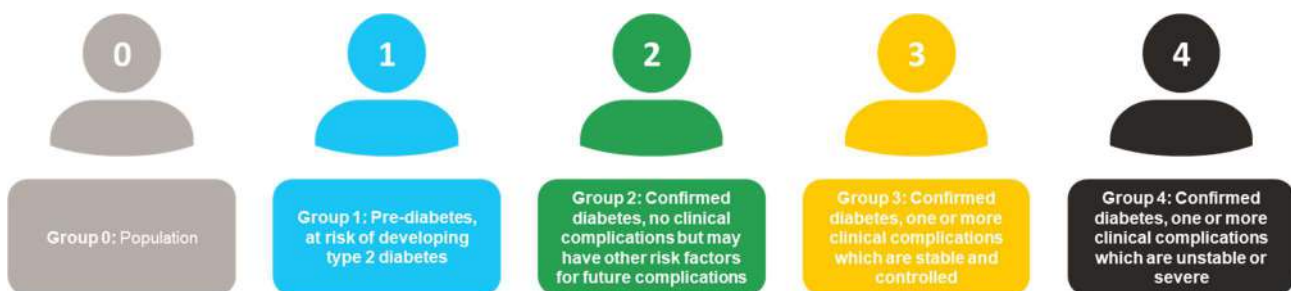 0
1
2
3
4
Group 0: Population
Group 1: Pre-diabetes,
at risk of developing
type 2 diabetes
Group 2: Confirmed
diabetes, no clinical
complications but may
have other risk factors
for future complications
Group 3: Confirmed
diabetes, one or more
clinical complications
which are stable and
controlled
Group 4: Confirmed
diabetes, one or more
clinical complications
which are unstable or
severe